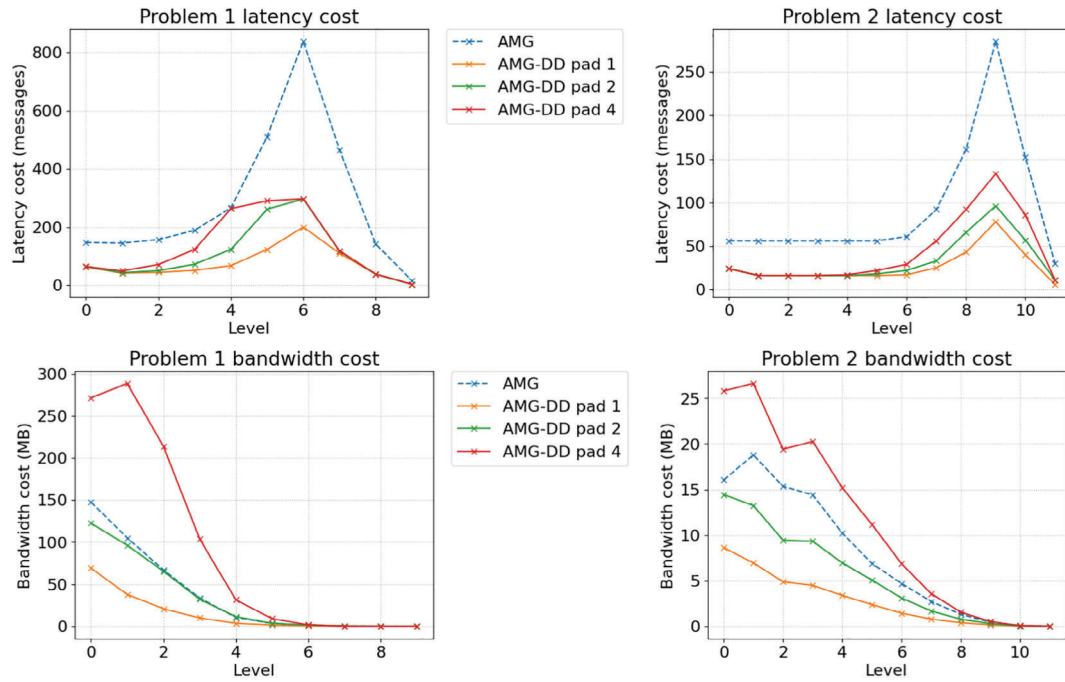 Problem 1 latency cost
Latency cost (messages)
800
600
400
200
0
0 2 4 6 8
Level
AMG
AMG-DD pad 1
AMG-DD pad 2
AMG-DD pad 4
Problem 2 latency cost
Latency cost (messages)
250
200
150
100
50
0
0 2 4 6 8 10
Level
Problem 1 bandwidth cost
Bandwidth cost (MB)
300
250
200
150
100
50
0
0 2 4 6 8
Level
AMG
AMG-DD pad 1
AMG-DD pad 2
AMG-DD pad 4
Problem 2 bandwidth cost
Bandwidth cost (MB)
25
20
15
10
5
0
0 2 4 6 8 10
Level